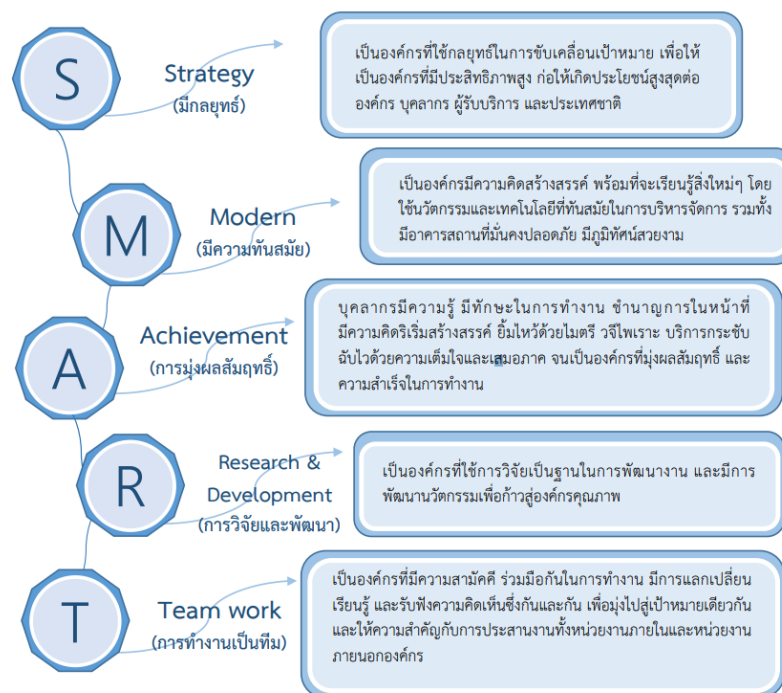 S
Strategy
(มีกลยุทธ์)
เป็นองค์กรที่ใช้กลยุทธ์ในการขับเคลื่อนเป้าหมาย เพื่อให้
เป็นองค์กรที่มีประสิทธิภาพสูง ก่อให้เกิดประโยชน์สูงสุดต่อ
องค์กร บุคลากร ผู้รับบริการ และประเทศชาติ
M
Modern
(มีความทันสมัย)
เป็นองค์กรมีความคิดสร้างสรรค์ พร้อมที่จะเรียนรู้สิ่งใหม่ๆ โดย
ใช้นวัตกรรมและเทคโนโลยีที่ทันสมัยในการบริหารจัดการ รวมทั้ง
มีอาคารสถานที่มั่นคงปลอดภัย มีภูมิทัศน์สวยงาม
A
Achievement
(การมุ่งผลสัมฤทธิ์)
บุคลากรมีความรู้ มีทักษะในการทำงาน ชำนาญการในหน้าที่
มีความคิดริเริ่มสร้างสรรค์ ยิ้มไหว้ด้วยไมตรี วจีไพเราะ บริการกระชับ
ฉับไวด้วยความเต็มใจและเสมอภาค จนเป็นองค์กรที่มุ่งผลสัมฤทธิ์ และ
ความสำเร็จในการทำงาน
R
Research &
Development
(การวิจัยและพัฒนา)
เป็นองค์กรที่ใช้การวิจัยเป็นฐานในการพัฒนางาน และมีการ
พัฒนานวัตกรรมเพื่อก้าวสู่องค์กรคุณภาพ
T
Team work
(การทำงานเป็นทีม)
เป็นองค์กรที่มีความสามัคคี ร่วมมือกันในการทำงาน มีการแลกเปลี่ยน
เรียนรู้ และรับฟังความคิดเห็นซึ่งกันและกัน เพื่อมุ่งไปสู่เป้าหมายเดียวกัน
และให้ความสำคัญกับการประสานงานทั้งหน่วยงานภายในและหน่วยงาน
ภายนอกองค์กร